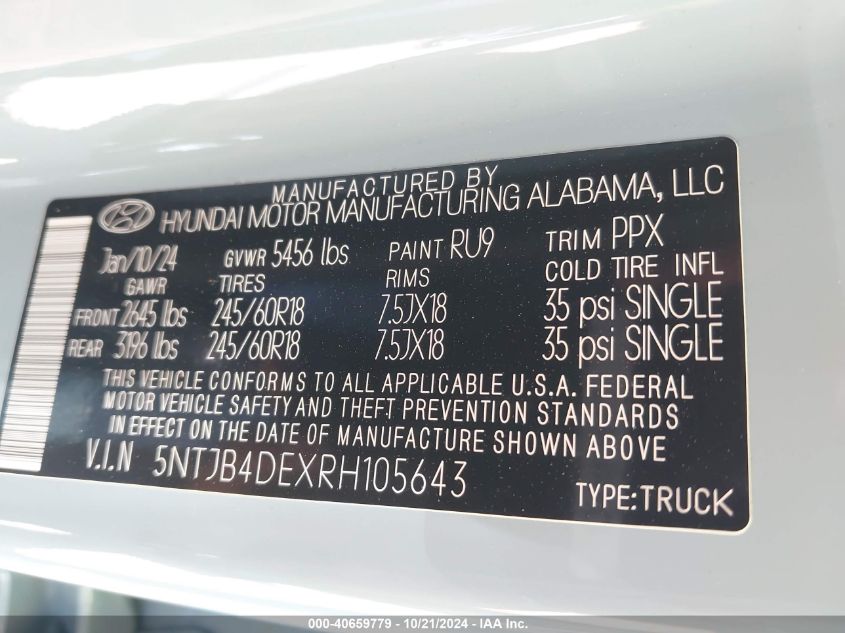 MANUFACTURED BY
HYUNDAI MOTOR MANUFACTURING ALABAMA, LLC
Jan/10/24 GVWR 5456 lbs PAINT RU9 TRIM PPX
GAWR TIRES RIMS COLD TIRE INFL
FRONT 2645 lbs 245/60R18 7.5JX18 35 psi SINGLE
REAR 3196 lbs 245/60R18 7.5JX18 35 psi SINGLE
THIS VEHICLE CONFORMS TO ALL APPLICABLE U.S.A. FEDERAL
MOTOR VEHICLE SAFETY AND THEFT PREVENTION STANDARDS
IN EFFECT ON THE DATE OF MANUFACTURE SHOWN ABOVE
V.I.N 5NTJB4DEXRH105643
TYPE:TRUCK
000-40659779 - 10/21/2024 - IAA Inc.